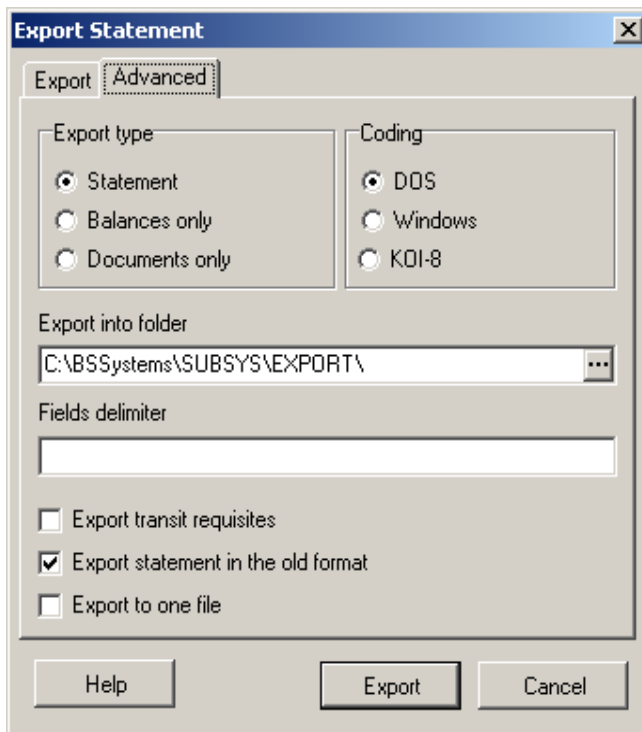 Export Statement
Export Advanced
Export type Coding
Statement DOS
Balances only Windows
Documents only KOI-8
Export into folder
C:\BSSystems\SUBSYS\EXPORT\ ...
Fields delimiter
Export transit requisites
Export statement in the old format
Export to one file
Help Export Cancel